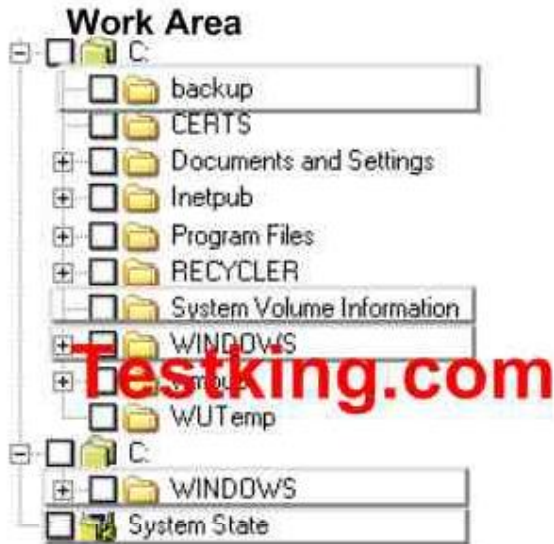 Work Area
C:
backup
CERTS
Documents and Settings
Inetpub
Program Files
RECYCLER
System Volume Information
WINDOWS
Testking.com
WUTemp
C:
WINDOWS
System State